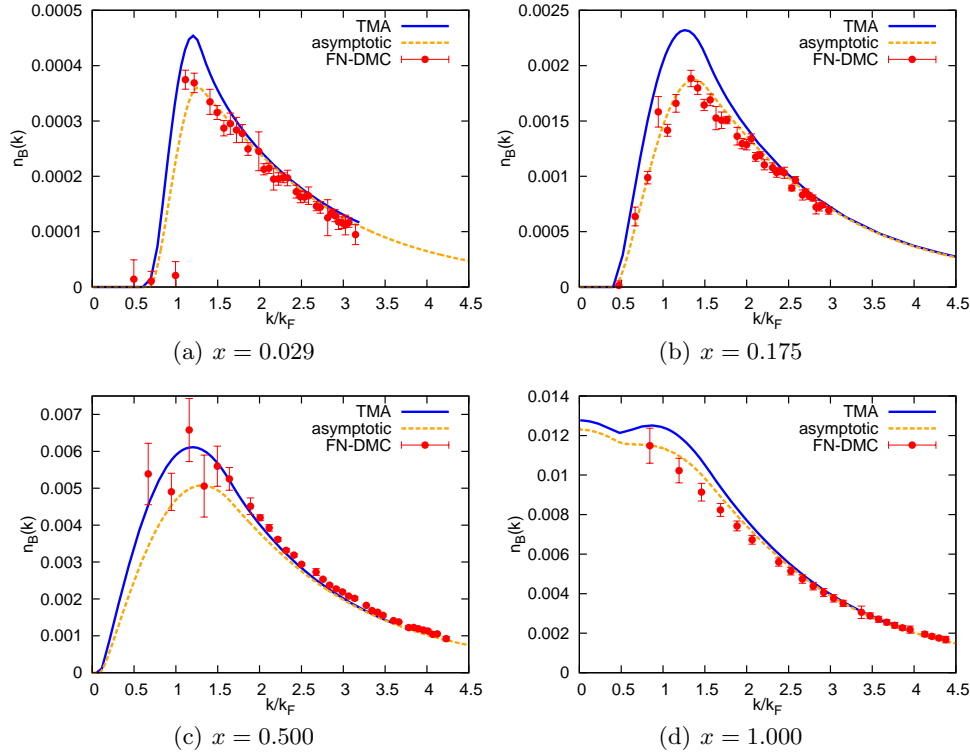 TMA
asymptotic
FN-DMC
0.0005
0.0004
0.0003
0.0002
0.0001
0
n_B(k)
0 0.5 1 1.5 2 2.5 3 3.5 4 4.5
k/k_F
(a) x = 0.029
TMA
asymptotic
FN-DMC
0.0025
0.002
0.0015
0.001
0.0005
0
n_B(k)
0 0.5 1 1.5 2 2.5 3 3.5 4 4.5
k/k_F
(b) x = 0.175
TMA
asymptotic
FN-DMC
0.007
0.006
0.005
0.004
0.003
0.002
0.001
0
n_B(k)
0 0.5 1 1.5 2 2.5 3 3.5 4 4.5
k/k_F
(c) x = 0.500
TMA
asymptotic
FN-DMC
0.014
0.012
0.01
0.008
0.006
0.004
0.002
0
n_B(k)
0 0.5 1 1.5 2 2.5 3 3.5 4 4.5
k/k_F
(d) x = 1.000